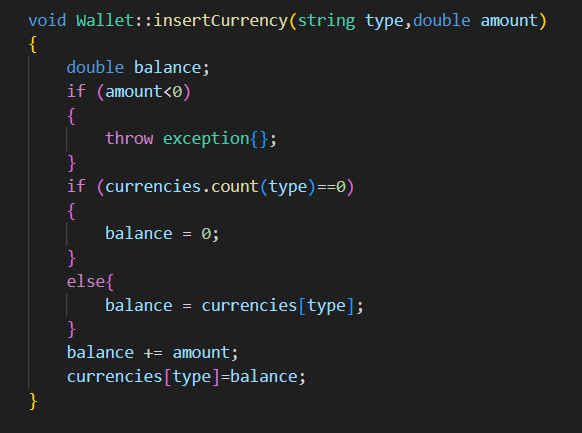 void Wallet::insertCurrency(string type,double amount)
{
    double balance;
    if (amount<0)
    {
        throw exception{};
    }
    if (currencies.count(type)==0)
    {
        balance = 0;
    }
    else{
        balance = currencies[type];
    }
    balance += amount;
    currencies[type]=balance;
}